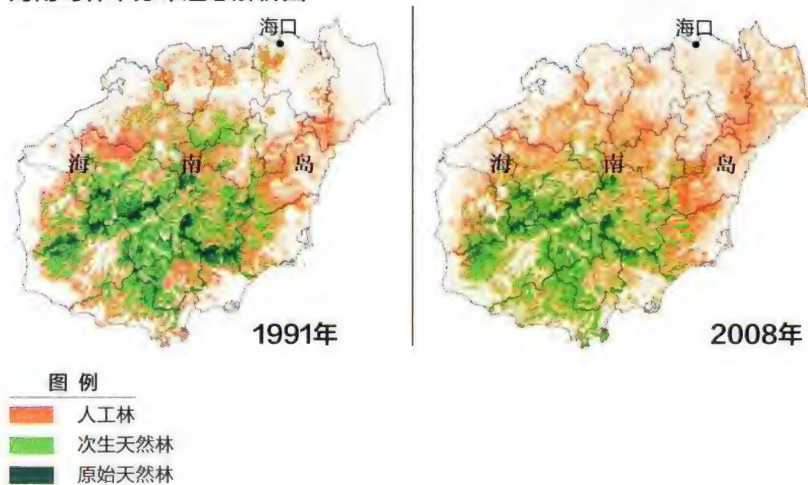 海口
海南岛
1991年
海口
海南岛
2008年
图例
人工林
次生天然林
原始天然林